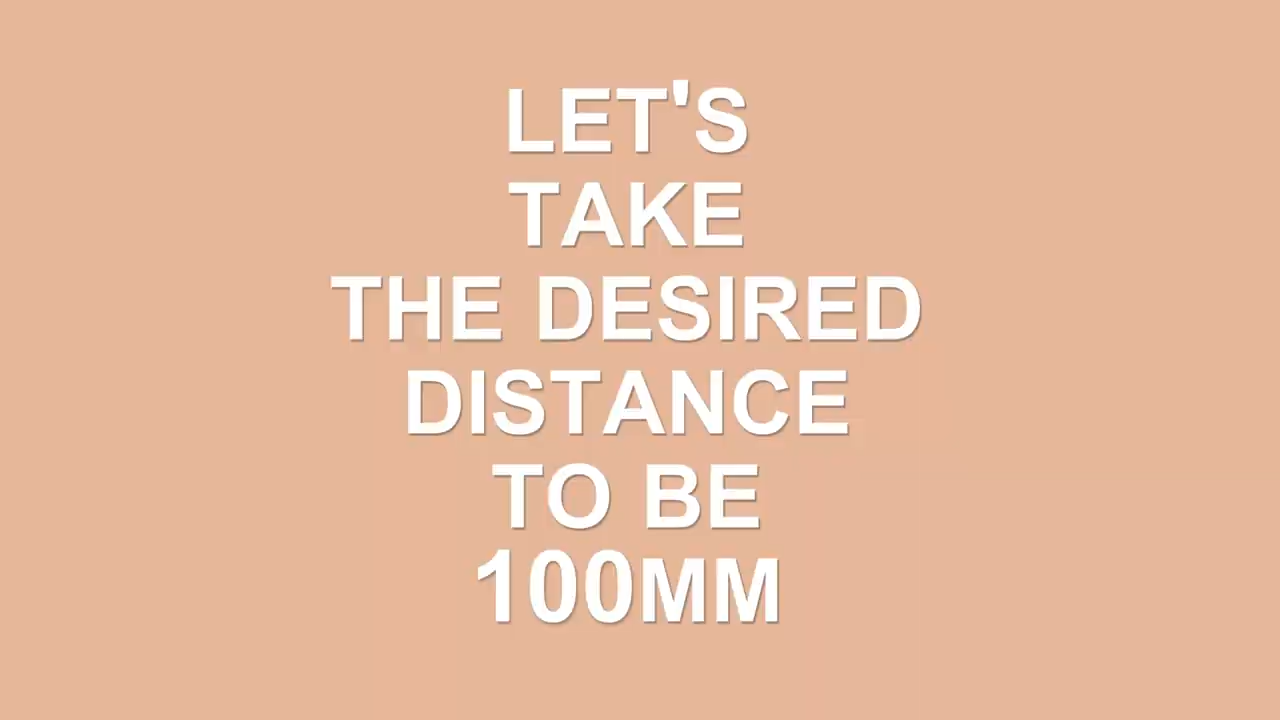 LET'S
TAKE
THE DESIRED
DISTANCE
TO BE
100MM